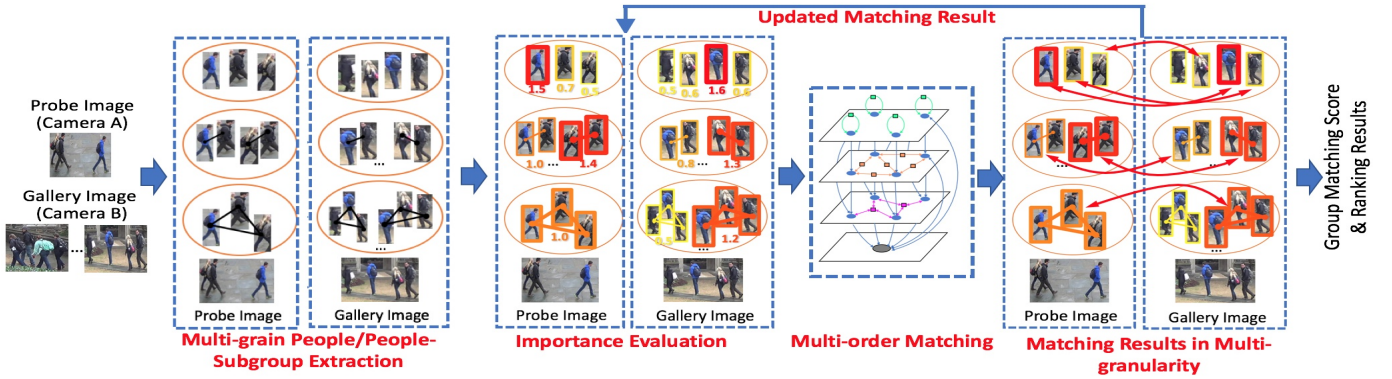 Updated Matching Result
Probe Image
(Camera A)
Gallery Image
(Camera B)
...
Probe Image
Gallery Image
...
...
Multi-grain People/People-
Subgroup Extraction
1.5
0.7
0.5
0.5
0.6
1.6
0.6
1.0
...
1.4
0.8
...
1.3
1.0
0.5
...
1.2
Probe Image
Gallery Image
Importance Evaluation
Multi-order Matching
...
...
...
Probe Image
Gallery Image
Matching Results in Multi-
granularity
Group Matching Score
& Ranking Results